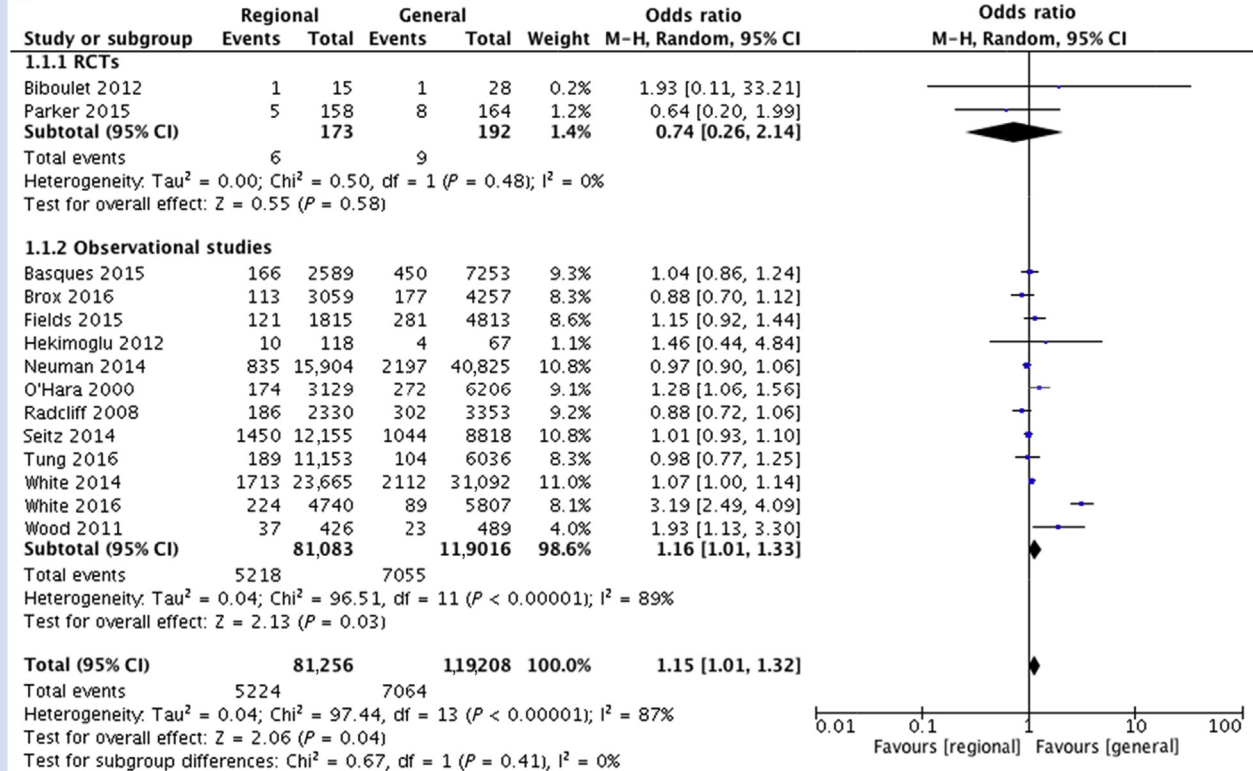 Regional General Odds ratio Odds ratio
Study or subgroup Events Total Events Total Weight M-H, Random, 95% CI M-H, Random, 95% CI
1.1.1 RCTs
Biboulet 2012 1 15 1 28 0.2% 1.93 [0.11, 33.21]
Parker 2015 5 158 8 164 1.2% 0.64 [0.20, 1.99]
Subtotal (95% CI) 173 192 1.4% 0.74 [0.26, 2.14]
Total events 6 9
Heterogeneity: Tau² = 0.00; Chi² = 0.50, df = 1 (P = 0.48); I² = 0%
Test for overall effect: Z = 0.55 (P = 0.58)
1.1.2 Observational studies
Basques 2015 166 2589 450 7253 9.3% 1.04 [0.86, 1.24]
Brox 2016 113 3059 177 4257 8.3% 0.88 [0.70, 1.12]
Fields 2015 121 1815 281 4813 8.6% 1.15 [0.92, 1.44]
Hekimoglu 2012 10 118 4 67 1.1% 1.46 [0.44, 4.84]
Neuman 2014 835 15,904 2197 40,825 10.8% 0.97 [0.90, 1.06]
O'Hara 2000 174 3129 272 6206 9.1% 1.28 [1.06, 1.56]
Radcliff 2008 186 2330 302 3353 9.2% 0.88 [0.72, 1.06]
Seitz 2014 1450 12,155 1044 8818 10.8% 1.01 [0.93, 1.10]
Tung 2016 189 11,153 104 6036 8.3% 0.98 [0.77, 1.25]
White 2014 1713 23,665 2112 31,092 11.0% 1.07 [1.00, 1.14]
White 2016 224 4740 89 5807 8.1% 3.19 [2.49, 4.09]
Wood 2011 37 426 23 489 4.0% 1.93 [1.13, 3.30]
Subtotal (95% CI) 81,083 11,9016 98.6% 1.16 [1.01, 1.33]
Total events 5218 7055
Heterogeneity: Tau² = 0.04; Chi² = 96.51, df = 11 (P < 0.00001); I² = 89%
Test for overall effect: Z = 2.13 (P = 0.03)
Total (95% CI) 81,256 1,19208 100.0% 1.15 [1.01, 1.32]
Total events 5224 7064
Heterogeneity: Tau² = 0.04; Chi² = 97.44, df = 13 (P < 0.00001); I² = 87%
Test for overall effect: Z = 2.06 (P = 0.04)
Test for subgroup differences: Chi² = 0.67, df = 1 (P = 0.41), I² = 0%
0.01 0.1 1 10 100
Favours [regional] Favours [general]